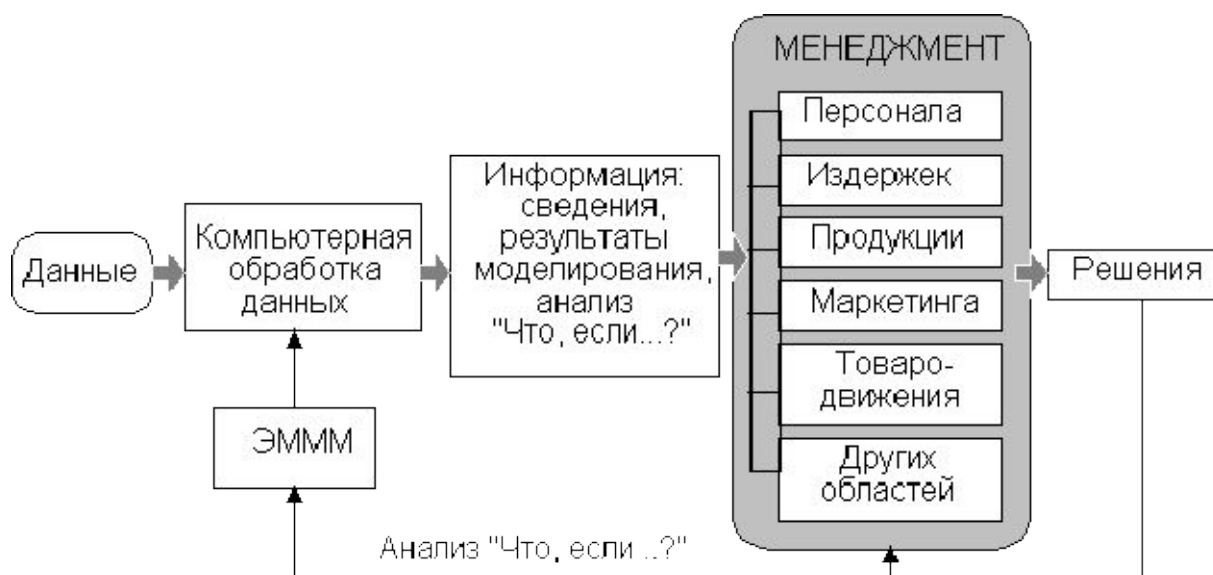 Данные
Компьютерная
обработка
данных
ЭМММ
Информация:
сведения,
результаты
моделирования,
анализ
"Что, если...?"
МЕНЕДЖМЕНТ
Персонала
Издержек
Продукции
Маркетинга
Товаро-
движения
Других
областей
Решения
Анализ "Что, если...?"